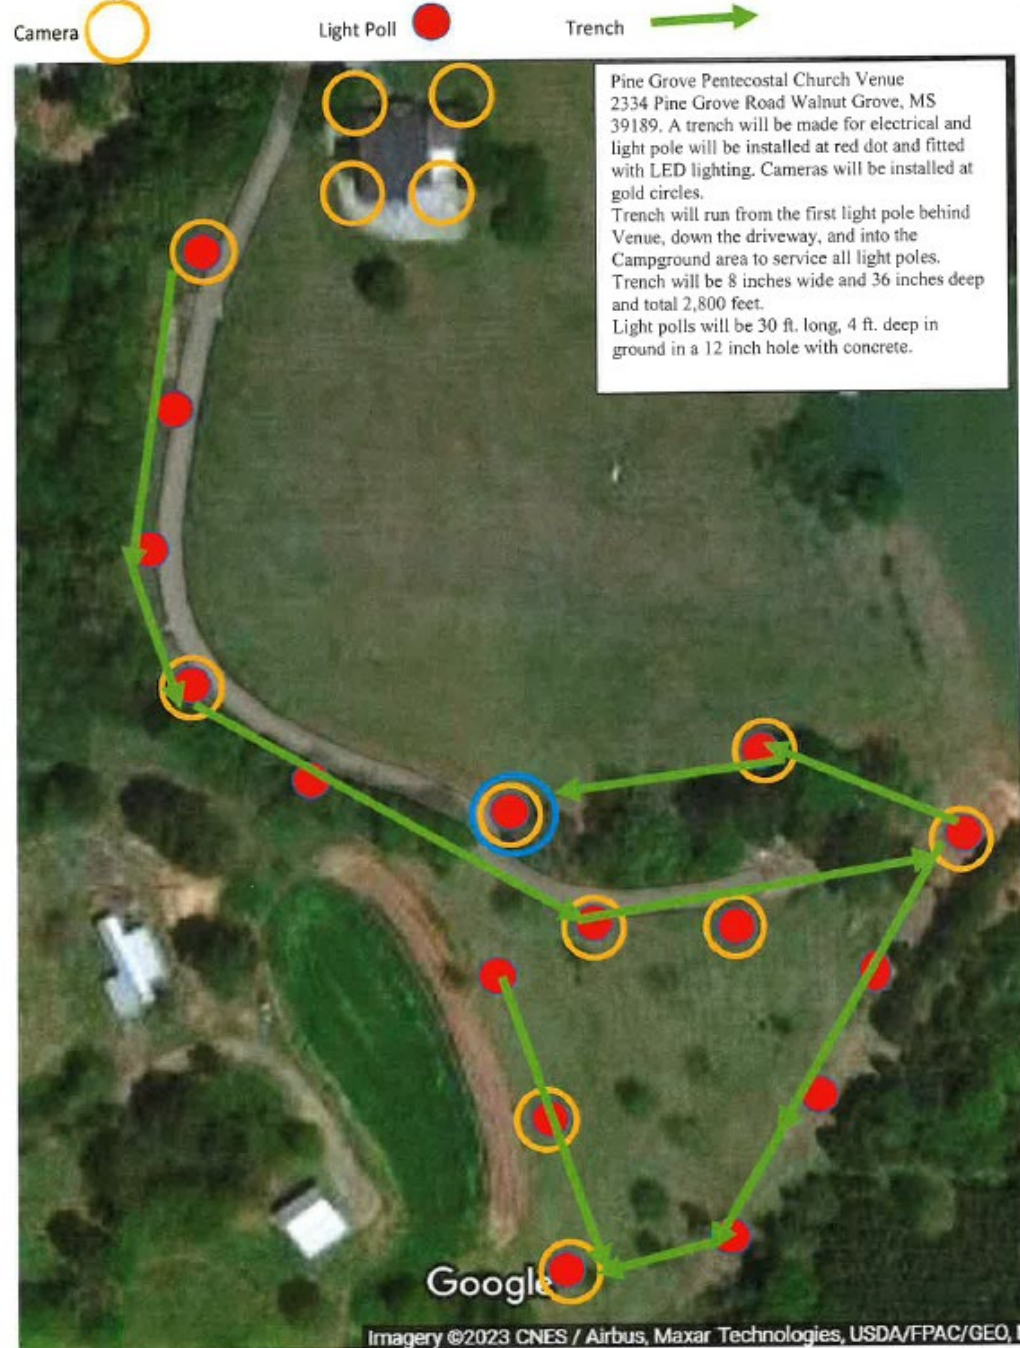 Camera
Light Poll
Trench
Pine Grove Pentecostal Church Venue
2334 Pine Grove Road Walnut Grove, MS
39189. A trench will be made for electrical and
light pole will be installed at red dot and fitted
with LED lighting. Cameras will be installed at
gold circles.
Trench will run from the first light pole behind
Venue, down the driveway, and into the
Campground area to service all light poles.
Trench will be 8 inches wide and 36 inches deep
and total 2,800 feet.
Light polls will be 30 ft. long, 4 ft. deep in
ground in a 12 inch hole with concrete.
Google
Imagery ©2023 CNES / Airbus, Maxar Technologies, USDA/FPAC/GEO,